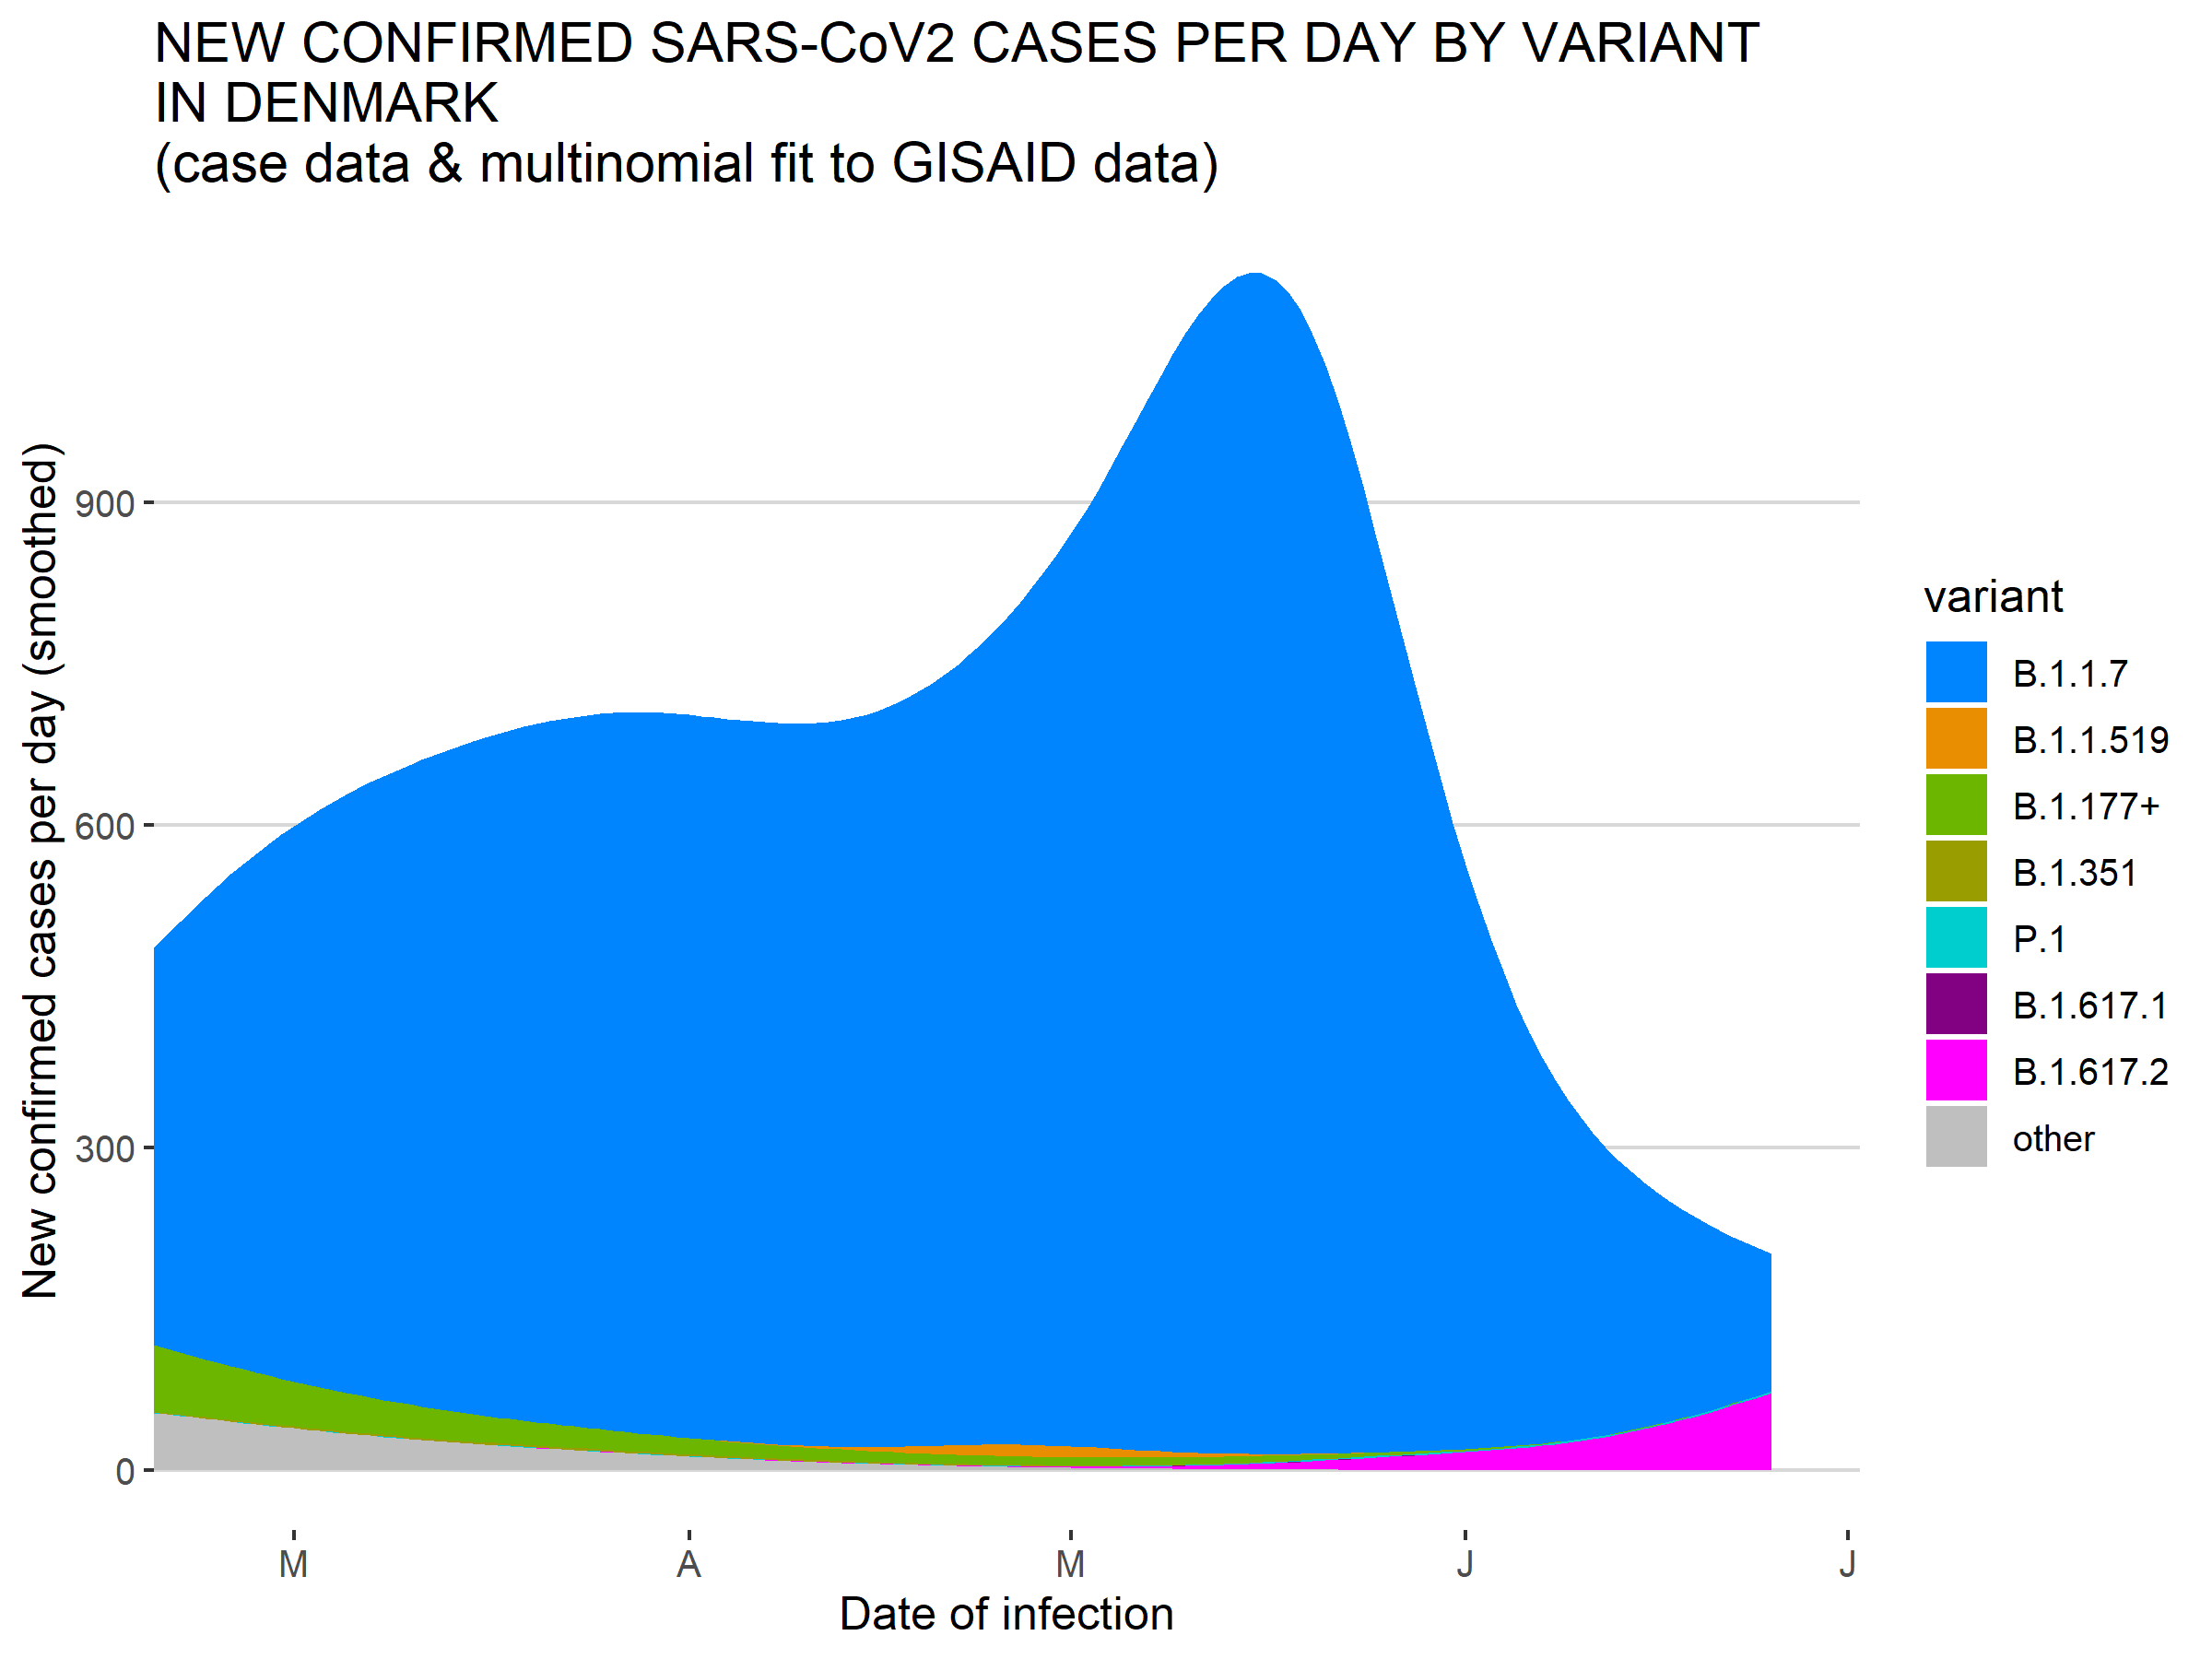 NEW CONFIRMED SARS-CoV2 CASES PER DAY BY VARIANT
IN DENMARK
(case data & multinomial fit to GISAID data)
New confirmed cases per day (smoothed)
900
600
300
0
M
A
M
J
J
Date of infection
variant
B.1.1.7
B.1.1.519
B.1.177+
B.1.351
P.1
B.1.617.1
B.1.617.2
other